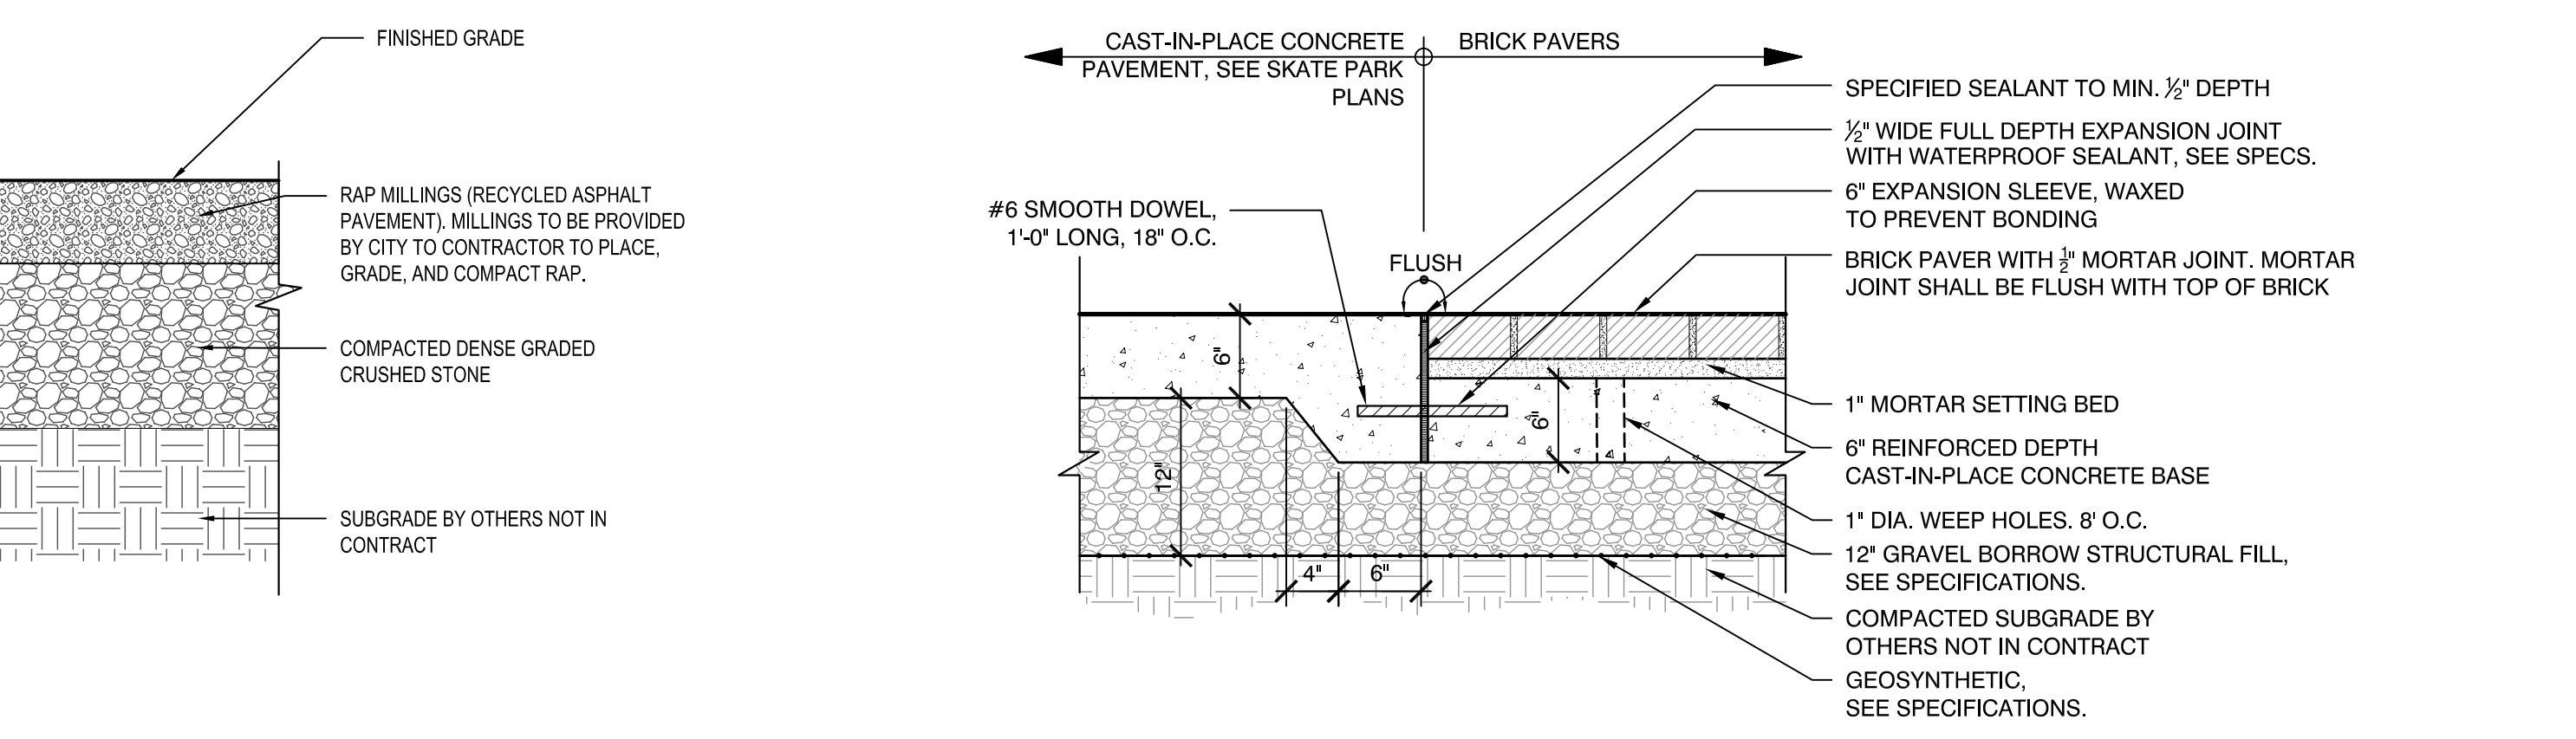 FINISHED GRADE
RAP MILLINGS (RECYCLED ASPHALT
PAVEMENT). MILLINGS TO BE PROVIDED
BY CITY TO CONTRACTOR TO PLACE,
GRADE, AND COMPACT RAP.
COMPACTED DENSE GRADED
CRUSHED STONE
SUBGRADE BY OTHERS NOT IN
CONTRACT
CAST-IN-PLACE CONCRETE
PAVEMENT, SEE SKATE PARK
PLANS
BRICK PAVERS
#6 SMOOTH DOWEL,
1'-0" LONG, 18" O.C.
FLUSH
6"
12"
6"
4"
6"
SPECIFIED SEALANT TO MIN. ½" DEPTH
½" WIDE FULL DEPTH EXPANSION JOINT
WITH WATERPROOF SEALANT, SEE SPECS.
6" EXPANSION SLEEVE, WAXED
TO PREVENT BONDING
BRICK PAVER WITH ½" MORTAR JOINT. MORTAR
JOINT SHALL BE FLUSH WITH TOP OF BRICK
1" MORTAR SETTING BED
6" REINFORCED DEPTH
CAST-IN-PLACE CONCRETE BASE
1" DIA. WEEP HOLES. 8' O.C.
12" GRAVEL BORROW STRUCTURAL FILL,
SEE SPECIFICATIONS.
COMPACTED SUBGRADE BY
OTHERS NOT IN CONTRACT
GEOSYNTHETIC,
SEE SPECIFICATIONS.